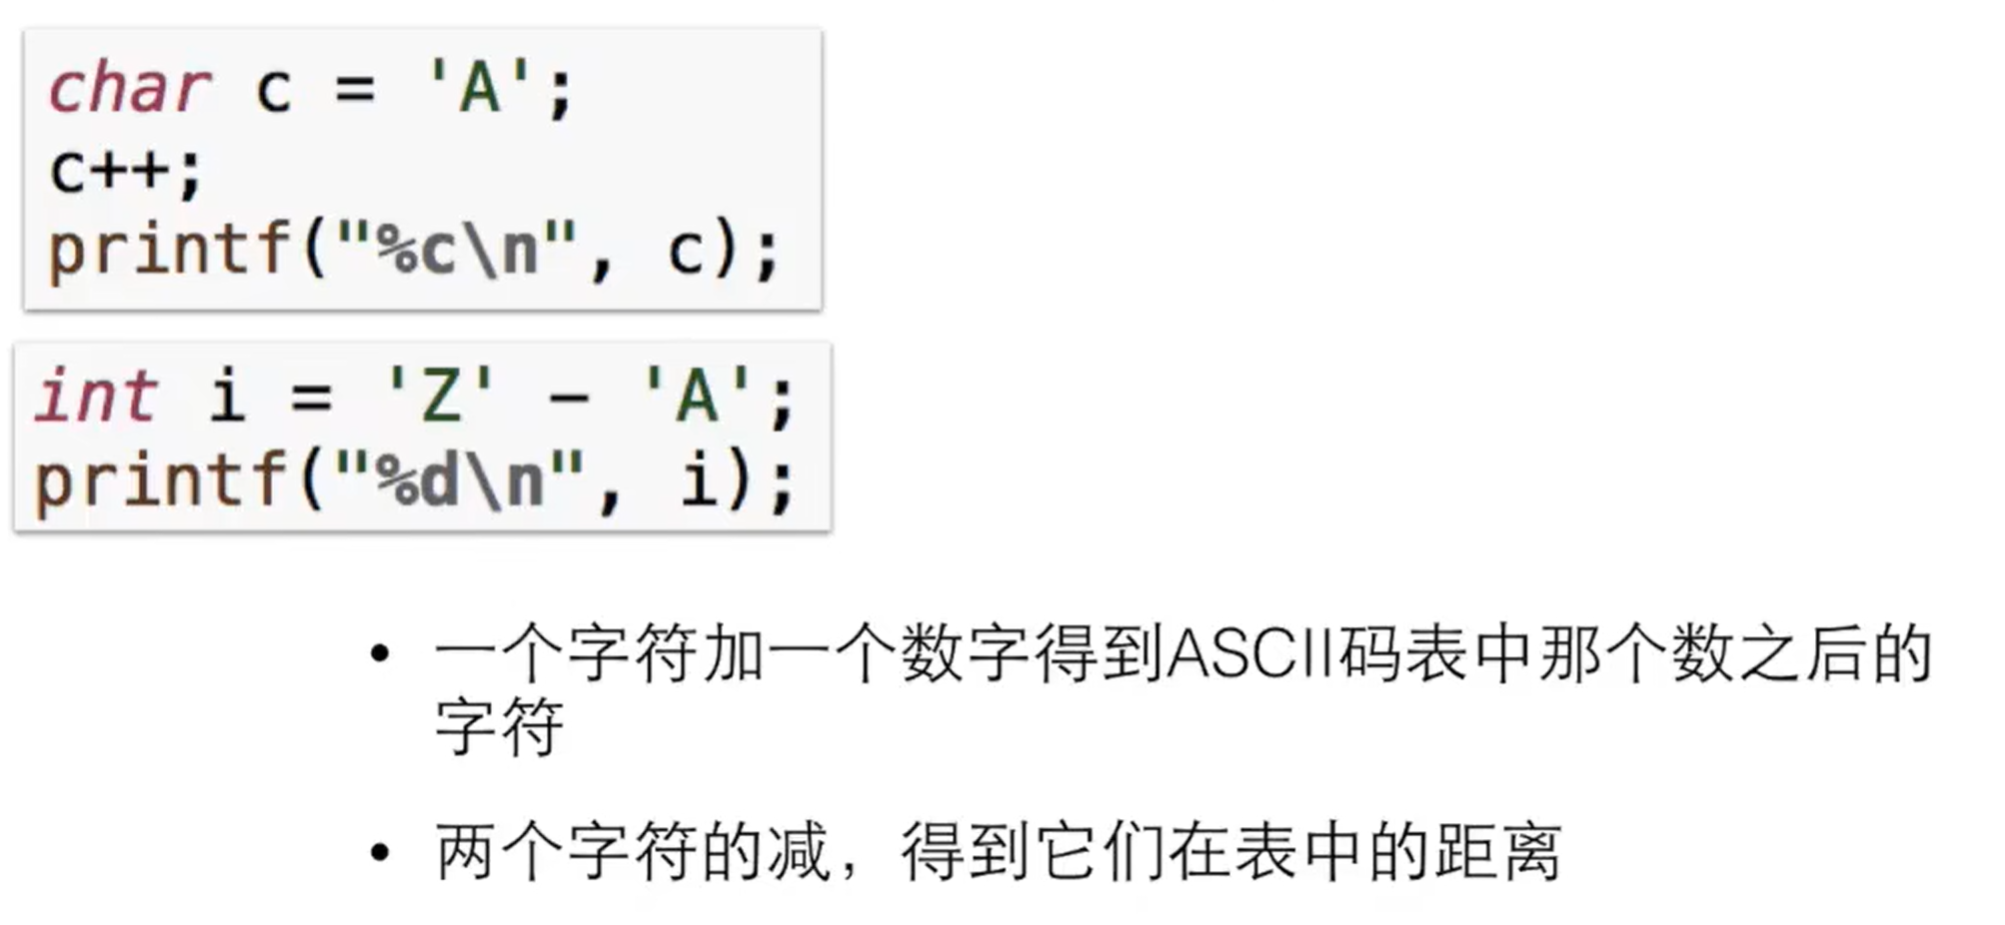 char c = 'A';
c++;
printf("%c\n", c);
int i = 'Z' - 'A';
printf("%d\n", i);
• 一个字符加一个数字得到ASCII码表中那个数之后的
字符
• 两个字符的减，得到它们在表中的距离